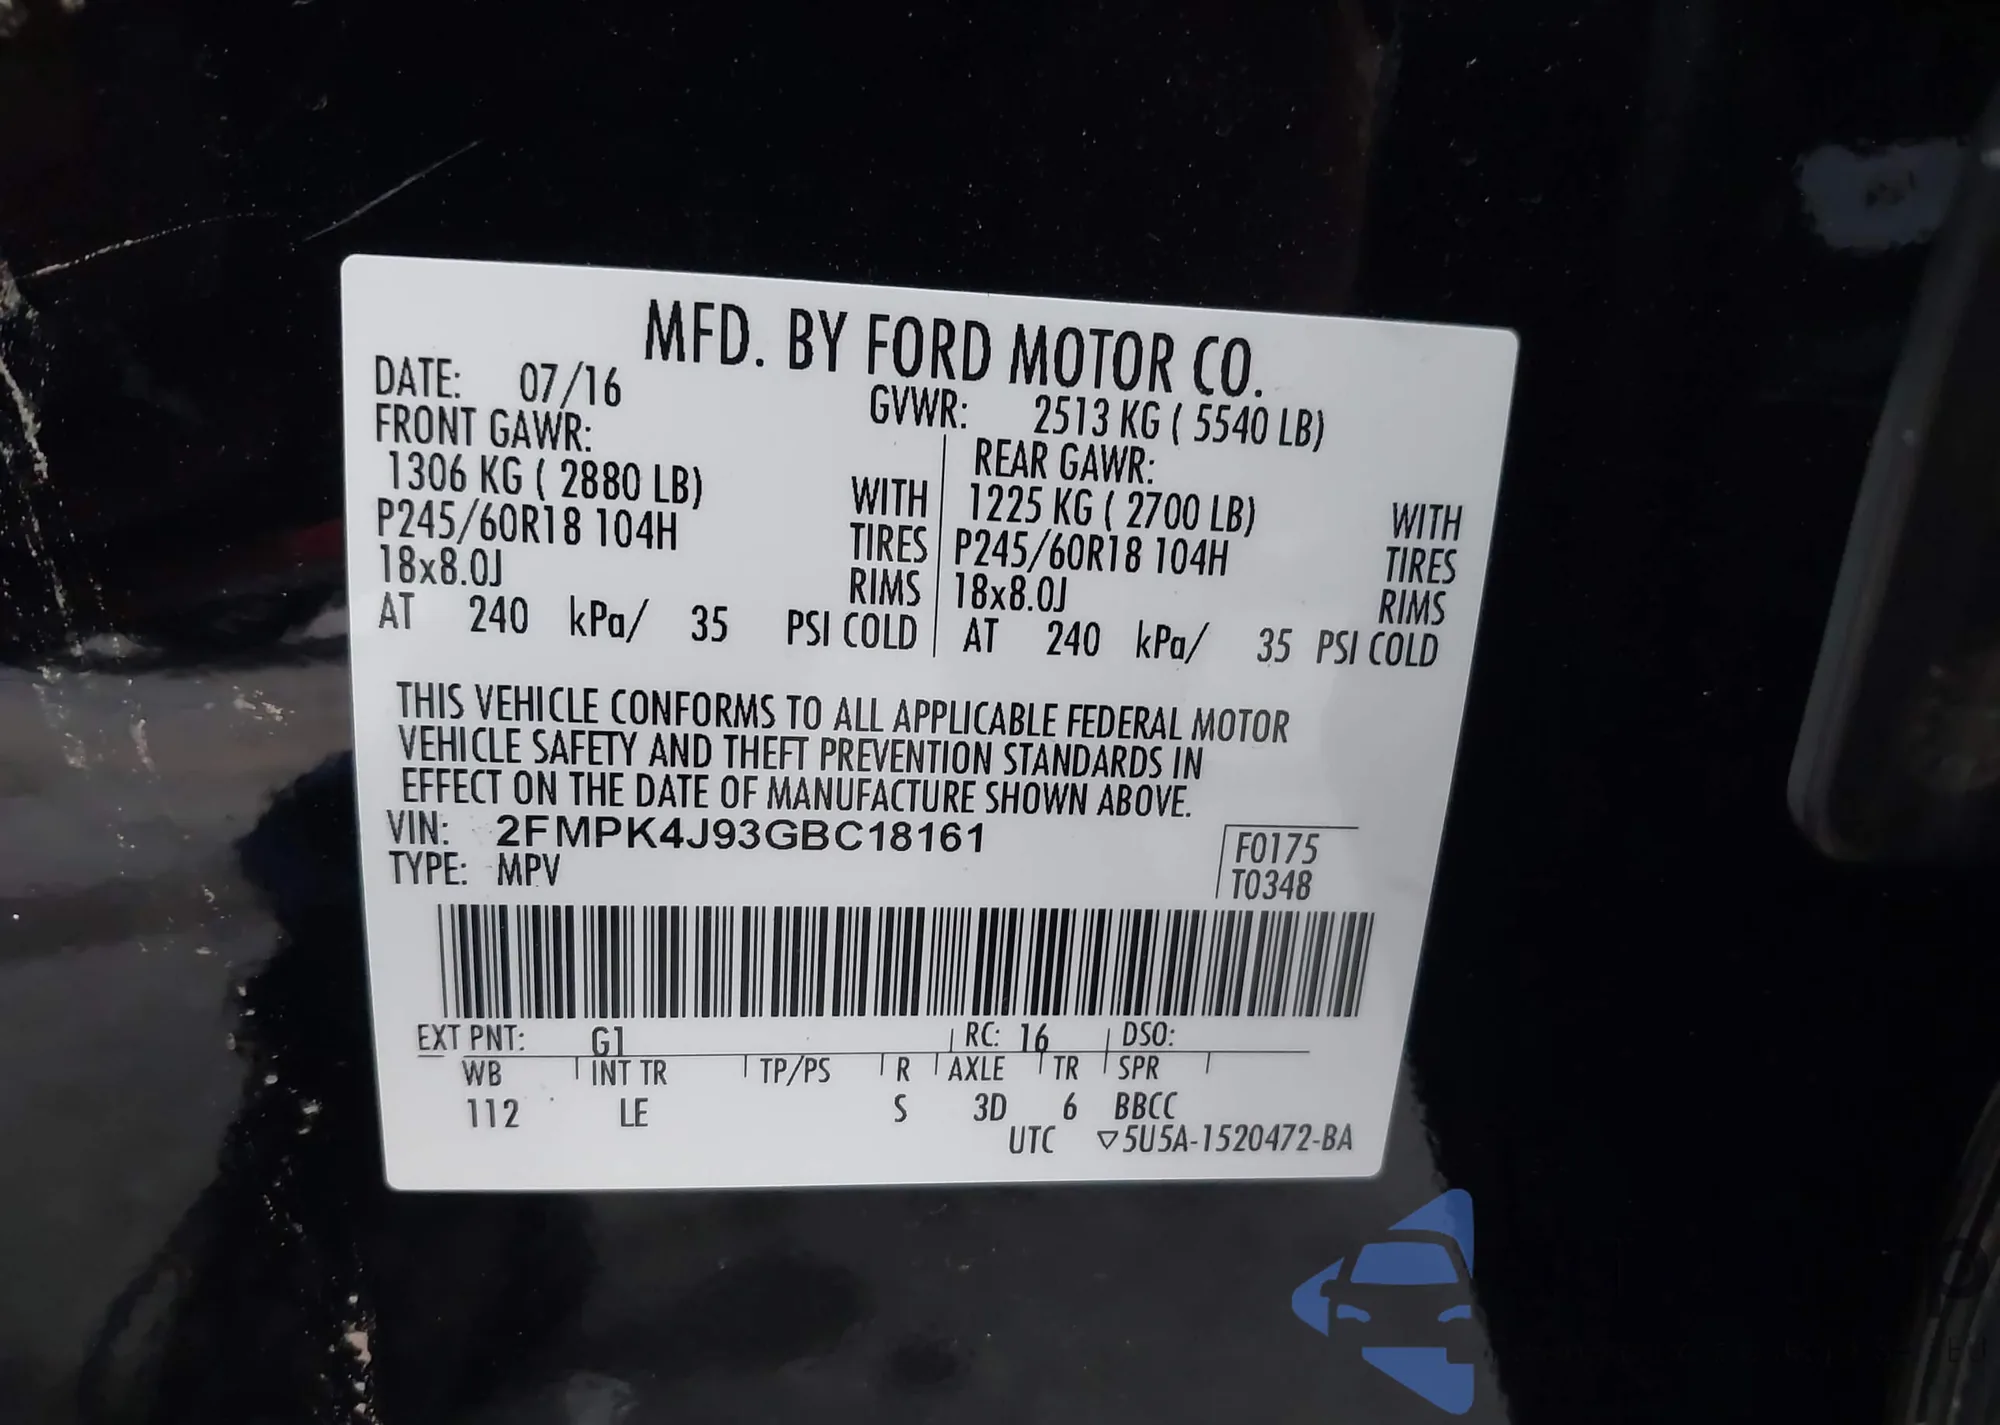 MFD. BY FORD MOTOR CO.
DATE: 07/16 GVWR: 2513 KG ( 5540 LB)
FRONT GAWR: REAR GAWR:
1306 KG ( 2880 LB) WITH 1225 KG ( 2700 LB) WITH
P245/60R18 104H TIRES P245/60R18 104H TIRES
18x8.0J RIMS 18x8.0J RIMS
AT 240 kPa/ 35 PSI COLD AT 240 kPa/ 35 PSI COLD
THIS VEHICLE CONFORMS TO ALL APPLICABLE FEDERAL MOTOR
VEHICLE SAFETY AND THEFT PREVENTION STANDARDS IN
EFFECT ON THE DATE OF MANUFACTURE SHOWN ABOVE.
VIN: 2FMPK4J93GBC18161 F0175
TYPE: MPV T0348
EXT PNT: G1 RC: 16 DSO:
WB INT TR TP/PS R AXLE TR SPR
112 LE S 3D 6 BBCC
UTC ▽5U5A-1520472-BA